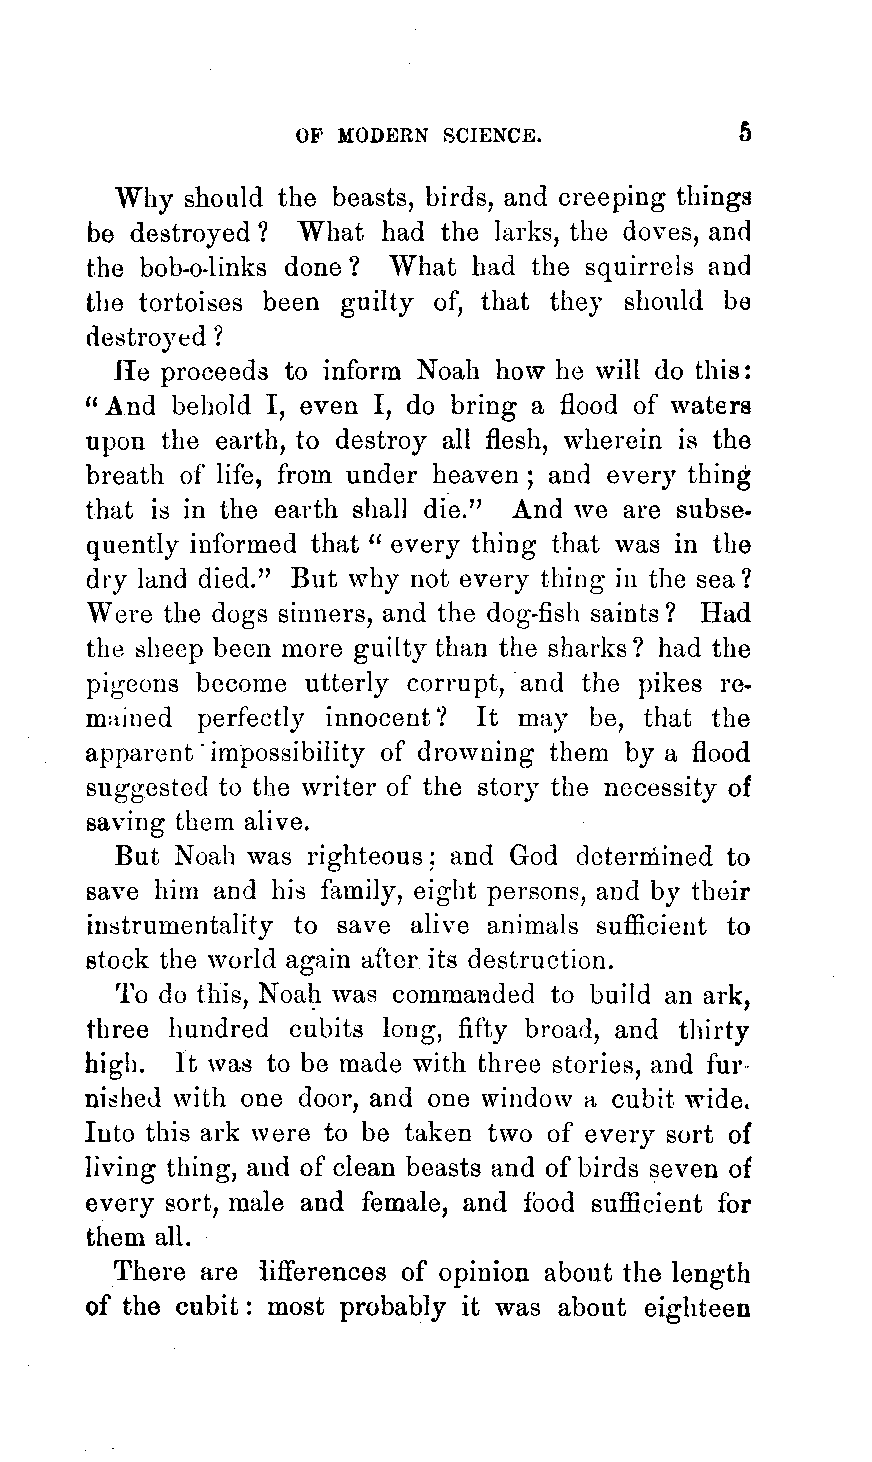 OF MODERN SCIENCE. 5
Why should the beasts, birds, and creeping things
be destroyed? What had the larks, the doves, and
the bob-o-links done? What had the squirrels and
the tortoises been guilty of, that they should be
destroyed?
He proceeds to inform Noah how he will do this:
"And behold I, even I, do bring a flood of waters
upon the earth, to destroy all flesh, wherein is the
breath of life, from under heaven; and every thing
that is in the earth shall die." And we are subse-
quently informed that "every thing that was in the
dry land died." But why not every thing in the sea?
Were the dogs sinners, and the dog-fish saints? Had
the sheep been more guilty than the sharks? had the
pigeons become utterly corrupt, and the pikes re-
mained perfectly innocent? It may be, that the
apparent impossibility of drowning them by a flood
suggested to the writer of the story the necessity of
saving them alive.
But Noah was righteous; and God determined to
save him and his family, eight persons, and by their
instrumentality to save alive animals sufficient to
stock the world again after its destruction.
To do this, Noah was commanded to build an ark,
three hundred cubits long, fifty broad, and thirty
high. It was to be made with three stories, and fur-
nished with one door, and one window a cubit wide.
Into this ark were to be taken two of every sort of
living thing, and of clean beasts and of birds seven of
every sort, male and female, and food sufficient for
them all.
There are differences of opinion about the length
of the cubit: most probably it was about eighteen